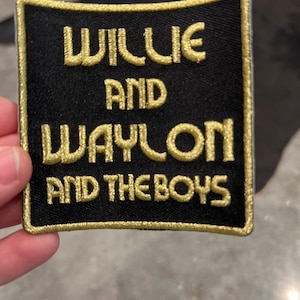 WILLIE
AND
WAYLON
AND THE BOYS